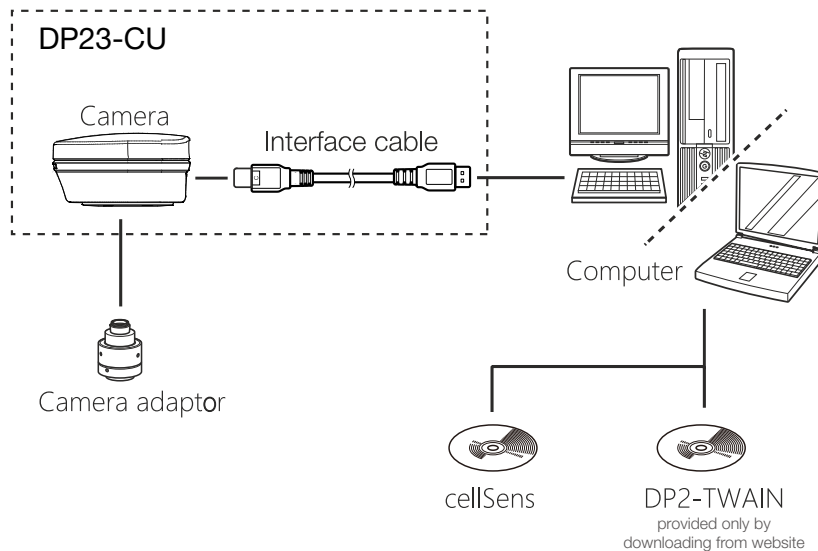 DP23-CU
Camera
Interface cable
Computer
Camera adaptor
cellSens
DP2-TWAIN
provided only by
downloading from website